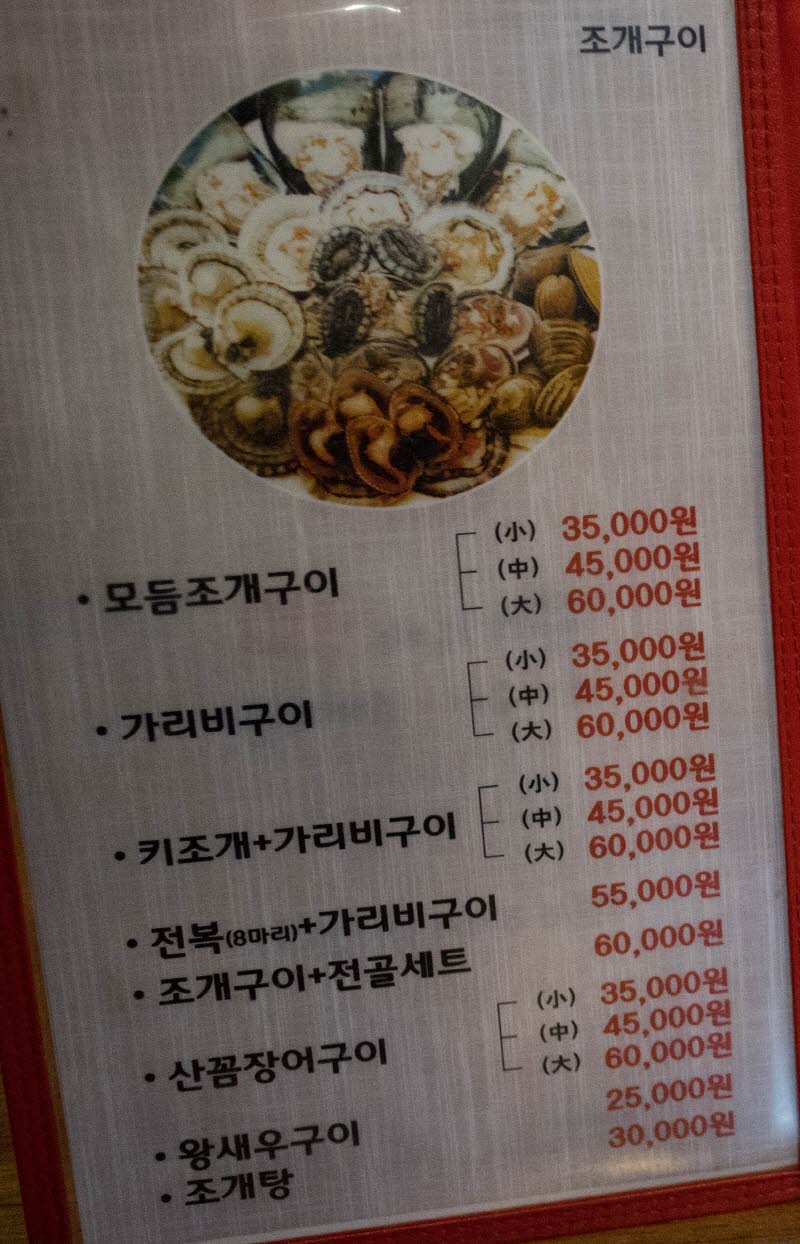 조개구이
• 모듬조개구이
(小) 35,000원
(中) 45,000원
(大) 60,000원
• 가리비구이
(小) 35,000원
(中) 45,000원
(大) 60,000원
• 키조개+가리비구이
(小) 35,000원
(中) 45,000원
(大) 60,000원
• 전복(8마리)+가리비구이 55,000원
• 조개구이+전골세트 60,000원
• 산꼼장어구이
(小) 35,000원
(中) 45,000원
(大) 60,000원
• 왕새우구이 25,000원
• 조개탕 30,000원